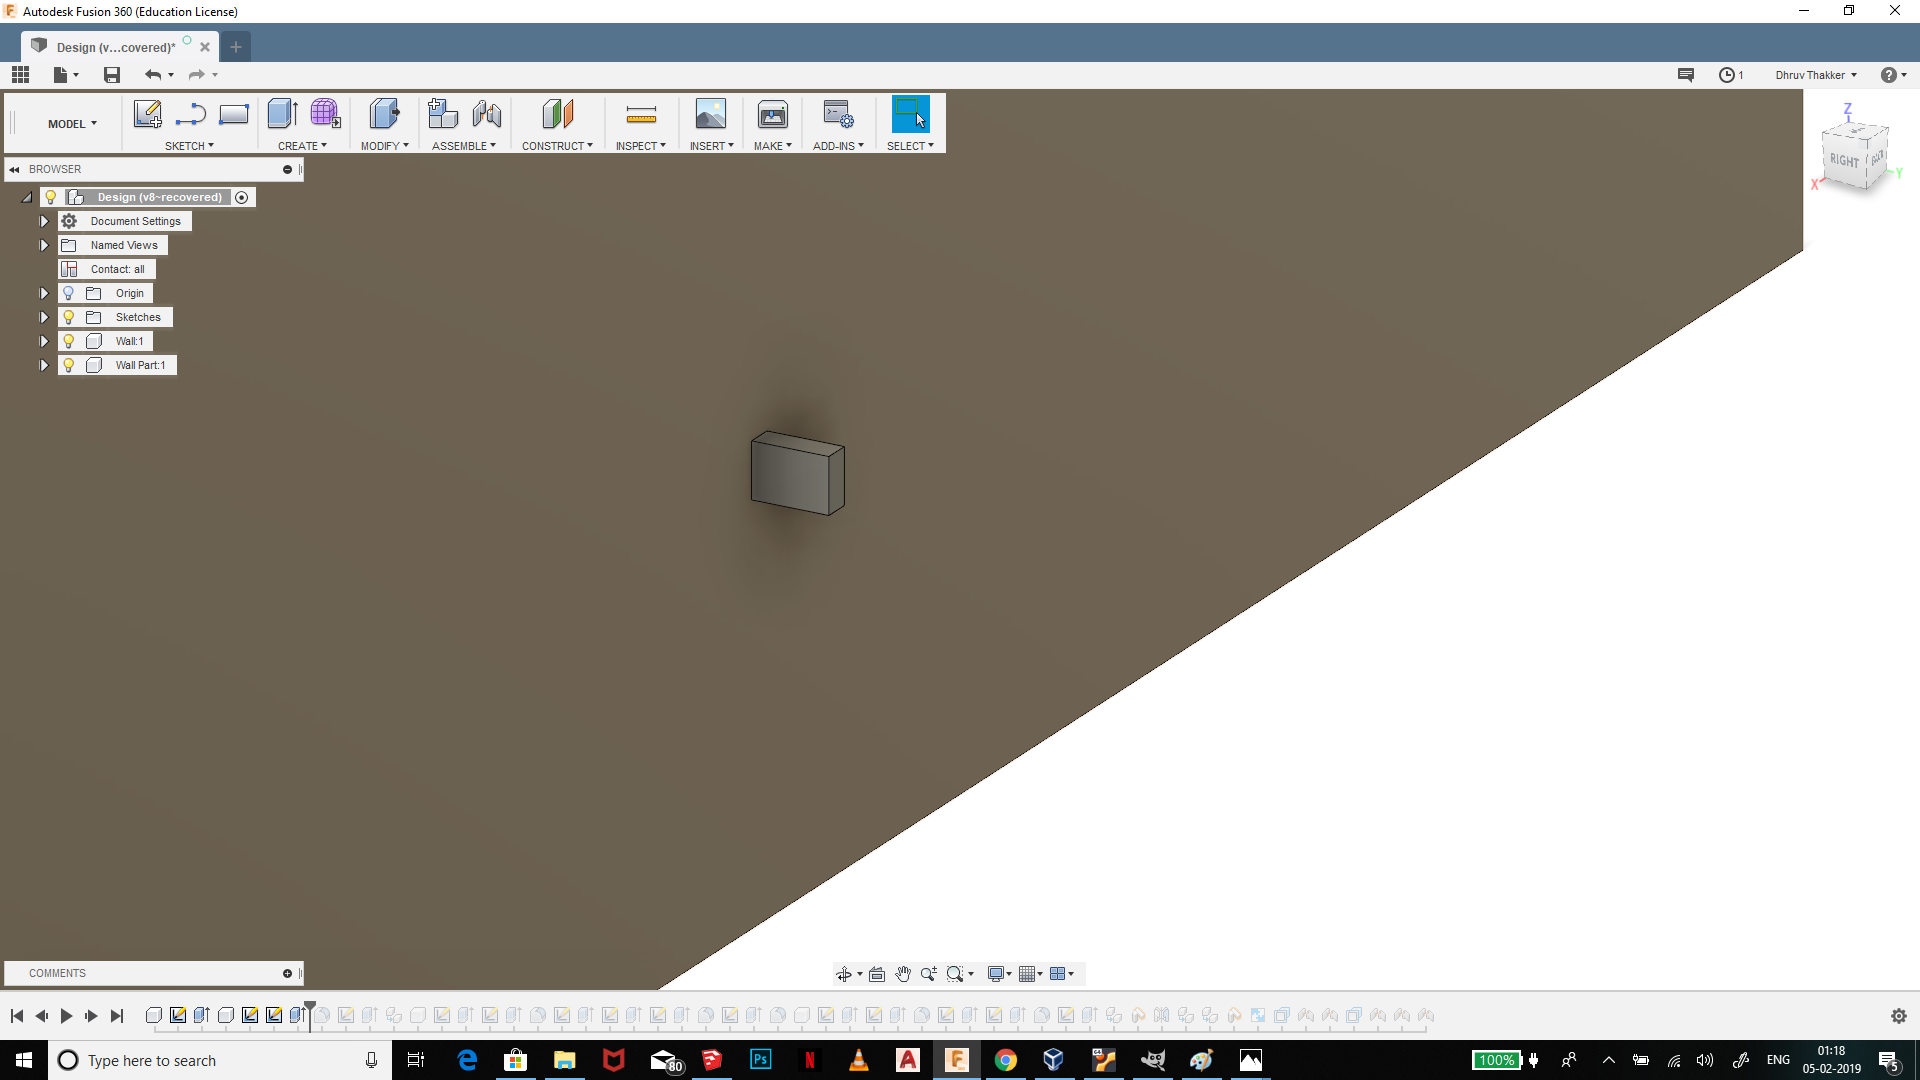 Autodesk Fusion 360 (Education License)
Design (v...covered)*
1
Dhruv Thakker
MODEL
SKETCH
CREATE
MODIFY
ASSEMBLE
CONSTRUCT
INSPECT
INSERT
MAKE
ADD-INS
SELECT
Z
RIGHT
X
Y
BROWSER
Design (v8~recovered)
Document Settings
Named Views
Contact: all
Origin
Sketches
Wall:1
Wall Part:1
COMMENTS
Type here to search
80
Ps
100%
ENG
01:18
05-02-2019
5